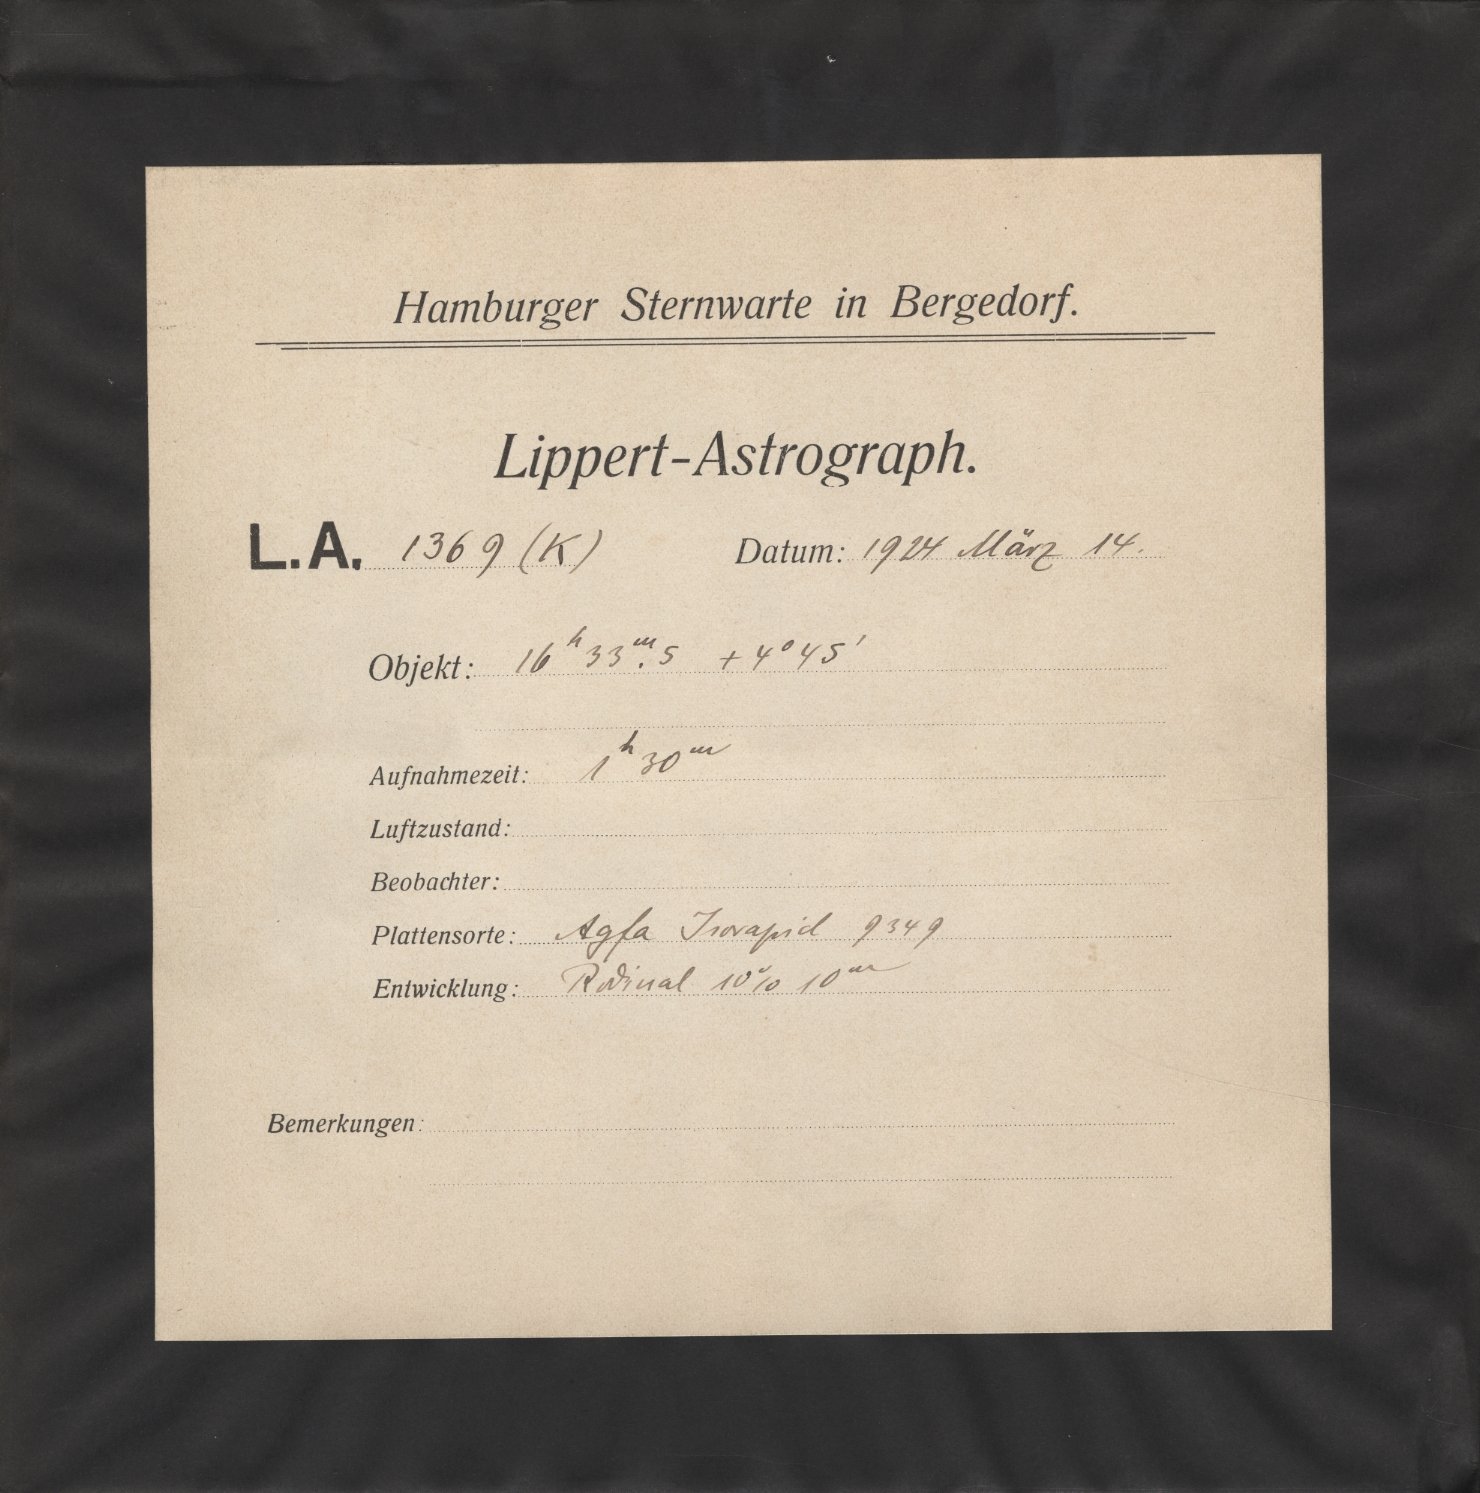 Hamburger Sternwarte in Bergedorf.
Lippert-Astrograph.
L.A. 1369 (K) Datum: 1924 März 14.
Objekt: 16ʰ 33ᵐ.5 +4° 45'
Aufnahmezeit: 1ʰ 30ᵐ
Luftzustand:
Beobachter:
Plattensorte: Agfa Isorapid 9349
Entwicklung: Rodinal 10% 10ᵐ
Bemerkungen: